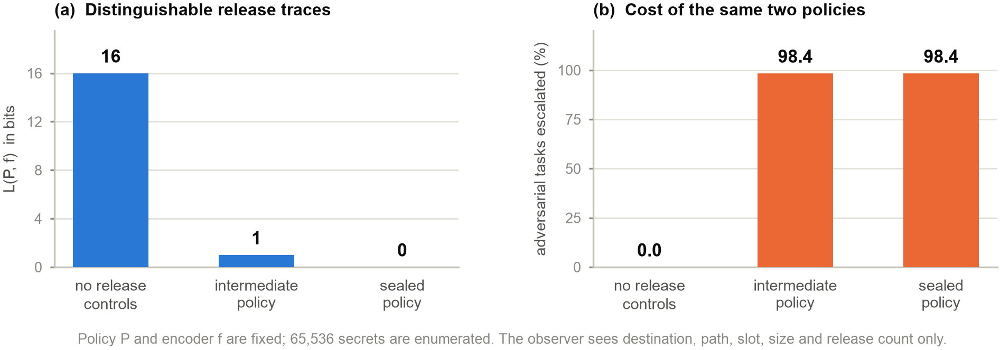 (a) Distinguishable release traces
L(P, f) in bits
16
12
8
4
0
16
1
0
no release
controls
intermediate
policy
sealed
policy
(b) Cost of the same two policies
adversarial tasks escalated (%)
100
75
50
25
0
0.0
98.4
98.4
no release
controls
intermediate
policy
sealed
policy
Policy P and encoder f are fixed; 65,536 secrets are enumerated. The observer sees destination, path, slot, size and release count only.